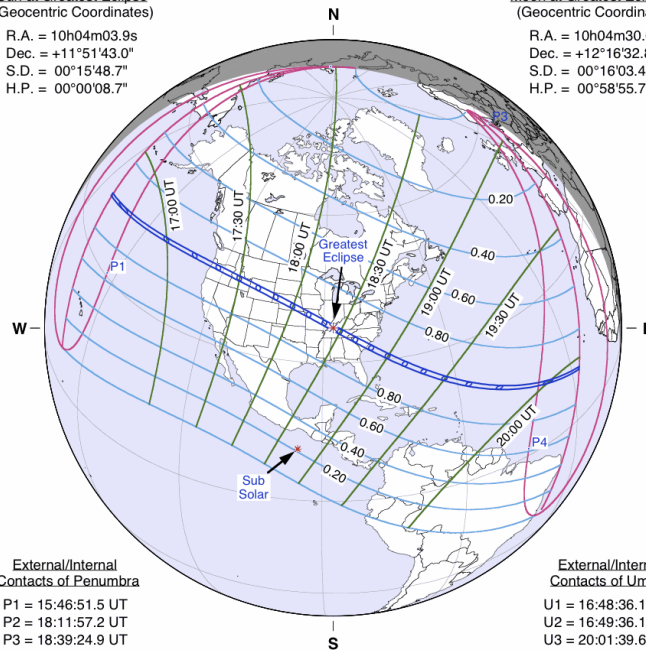 (Geocentric Coordinates)
R.A. = 10h04m03.9s
Dec. = +11°51'43.0"
S.D. = 00°15'48.7"
H.P. = 00°00'08.7"
N
(Geocentric Coordina
R.A. = 10h04m30.
Dec. = +12°16'32.8
S.D. = 00°16'03.4
H.P. = 00°58'55.7
P3
17:00 UT
17:30 UT
18:00 UT
Greatest
Eclipse
18:30 UT
19:00 UT
19:30 UT
0.20
0.40
0.60
0.80
P1
W
0.80
0.60
0.40
0.20
20:00 UT
P4
Sub
Solar
External/Internal
Contacts of Penumbra
P1 = 15:46:51.5 UT
P2 = 18:11:57.2 UT
P3 = 18:39:24.9 UT
S
External/Intern
Contacts of Um
U1 = 16:48:36.1
U2 = 16:49:36.1
U3 = 20:01:39.6